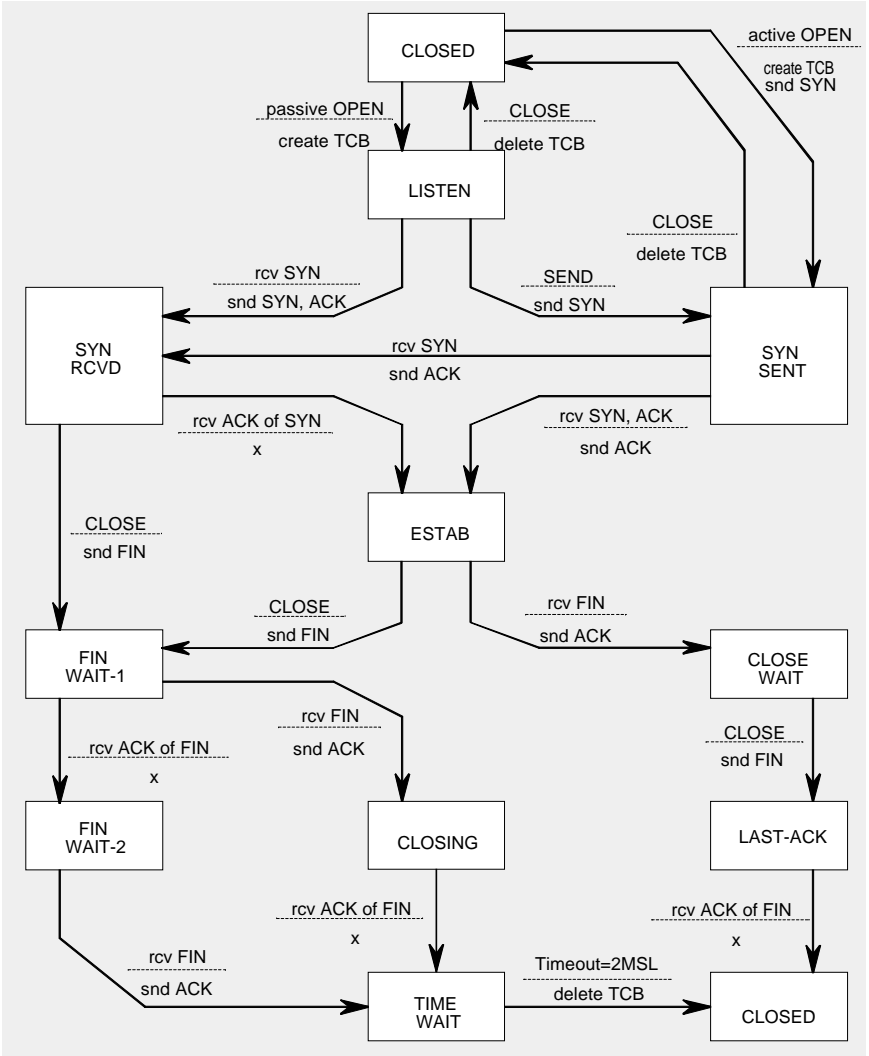 CLOSED
active OPEN
create TCB
snd SYN
passive OPEN
create TCB
CLOSE
delete TCB
LISTEN
CLOSE
delete TCB
rcv SYN
snd SYN, ACK
SEND
snd SYN
SYN
RCVD
rcv SYN
snd ACK
SYN
SENT
rcv ACK of SYN
x
rcv SYN, ACK
snd ACK
ESTAB
CLOSE
snd FIN
CLOSE
snd FIN
rcv FIN
snd ACK
FIN
WAIT-1
CLOSE
WAIT
rcv ACK of FIN
x
rcv FIN
snd ACK
CLOSE
snd FIN
FIN
WAIT-2
CLOSING
LAST-ACK
rcv FIN
snd ACK
rcv ACK of FIN
x
rcv ACK of FIN
x
Timeout=2MSL
delete TCB
TIME
WAIT
CLOSED